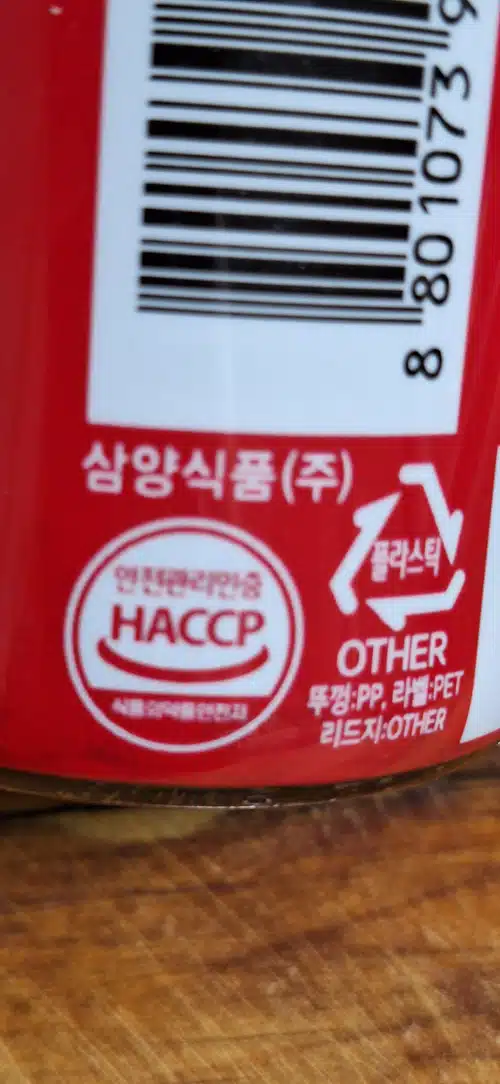 8 801073 9
삼양식품(주)
안전관리인증
HACCP
식품의약품안전처
플라스틱
OTHER
뚜껑:PP, 라벨:PET
리드지:OTHER